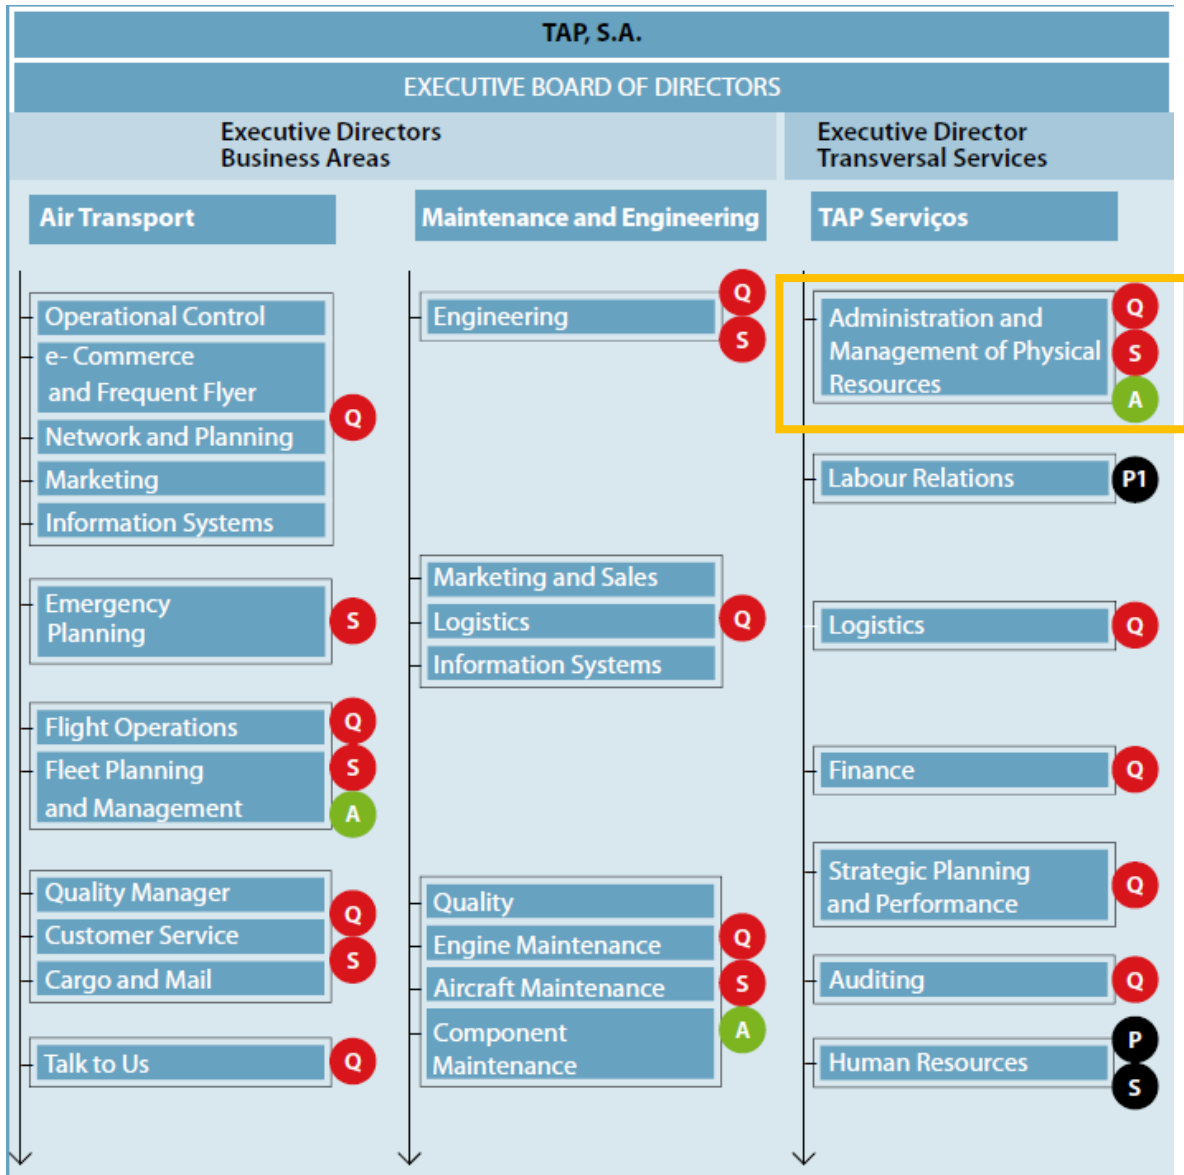 TAP, S.A.
EXECUTIVE BOARD OF DIRECTORS
Executive Directors
Business Areas
Executive Director
Transversal Services
Air Transport
Operational Control
e- Commerce
and Frequent Flyer
Network and Planning
Marketing
Information Systems
Q
Emergency
Planning
S
Flight Operations
Fleet Planning
and Management
Q
S
A
Quality Manager
Customer Service
Cargo and Mail
Q
S
Talk to Us
Q
Maintenance and Engineering
Engineering
Q
S
Marketing and Sales
Logistics
Information Systems
Q
Quality
Engine Maintenance
Aircraft Maintenance
Component
Maintenance
Q
S
A
TAP Serviços
Administration and
Management of Physical
Resources
Q
S
A
Labour Relations
P1
Logistics
Q
Finance
Q
Strategic Planning
and Performance
Q
Auditing
Q
Human Resources
P
S